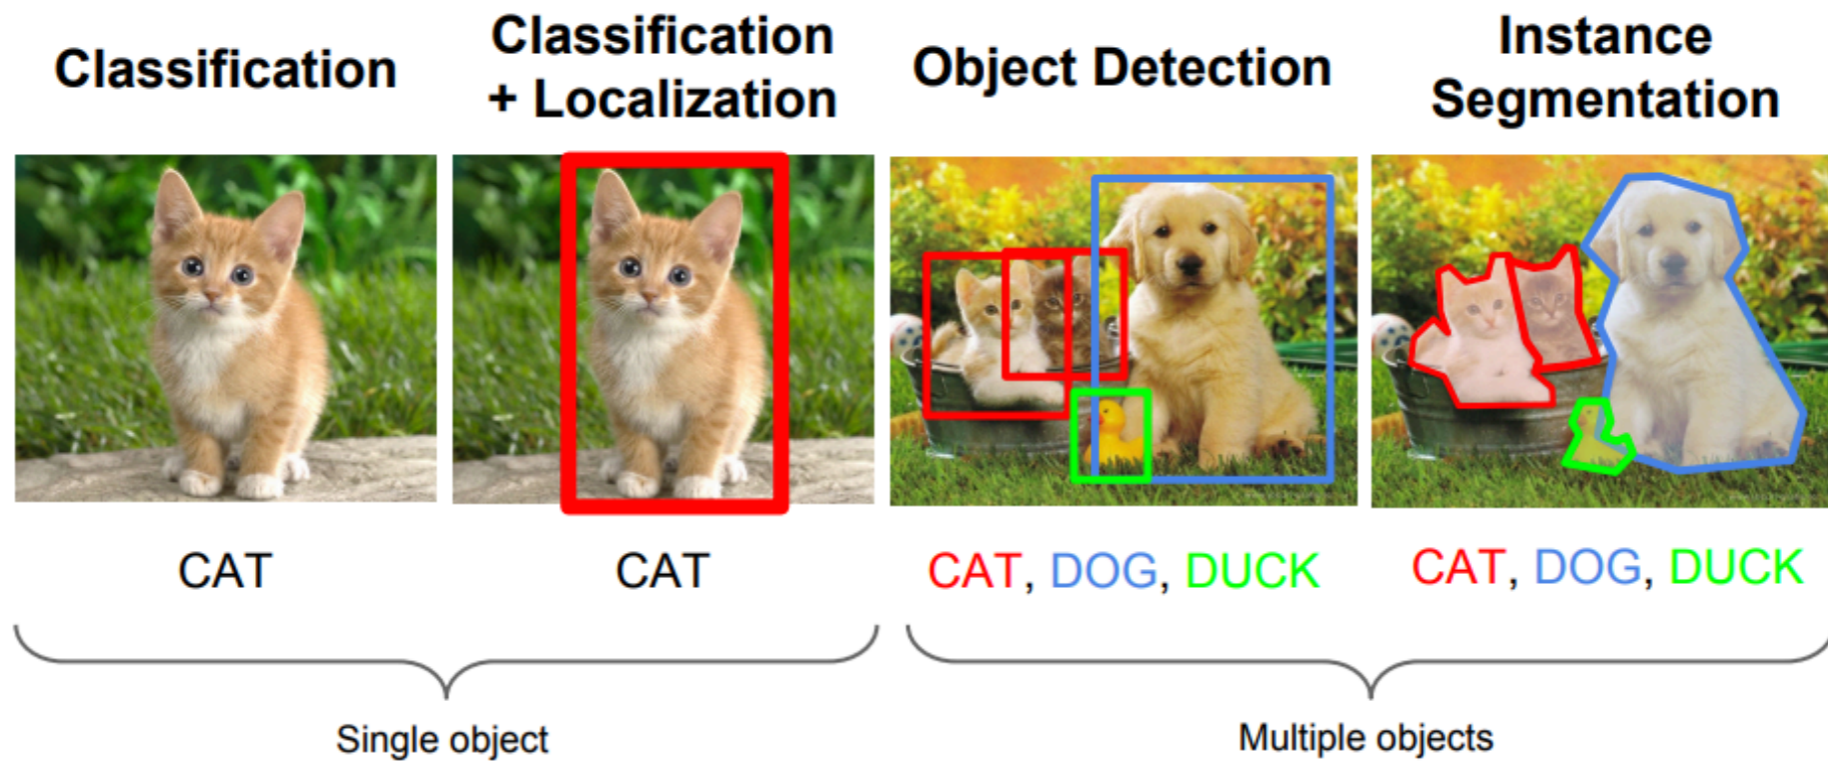 Classification
Classification
+ Localization
Object Detection
Instance
Segmentation
CAT
CAT
CAT, DOG, DUCK
CAT, DOG, DUCK
Single object
Multiple objects